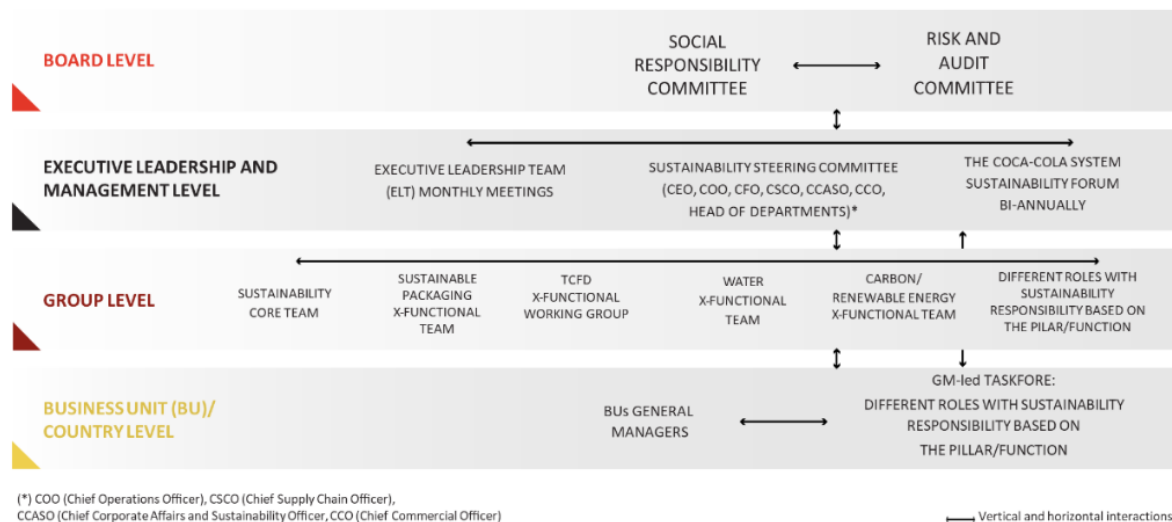 BOARD LEVEL
SOCIAL
RESPONSIBILITY
COMMITTEE
RISK AND
AUDIT
COMMITTEE
EXECUTIVE LEADERSHIP AND
MANAGEMENT LEVEL
EXECUTIVE LEADERSHIP TEAM
(ELT) MONTHLY MEETINGS
SUSTAINABILITY STEERING COMMITTEE
(CEO, COO, CFO, CSCO, CCASO, CCO,
HEAD OF DEPARTMENTS)*
THE COCA-COLA SYSTEM
SUSTAINABILITY FORUM
BI-ANNUALLY
GROUP LEVEL
SUSTAINABILITY
CORE TEAM
SUSTAINABLE
PACKAGING
X-FUNCTIONAL
TEAM
TCFD
X-FUNCTIONAL
WORKING GROUP
WATER
X-FUNCTIONAL
TEAM
CARBON/
RENEWABLE ENERGY
X-FUNCTIONAL TEAM
DIFFERENT ROLES WITH
SUSTAINABILITY
RESPONSIBILITY BASED ON
THE PILAR/FUNCTION
BUSINESS UNIT (BU)/
COUNTRY LEVEL
BUs GENERAL
MANAGERS
GM-led TASKFORE:
DIFFERENT ROLES WITH SUSTAINABILITY
RESPONSIBILITY BASED ON
THE PILLAR/FUNCTION
(*) COO (Chief Operations Officer), CSCO (Chief Supply Chain Officer),
CCASO (Chief Corporate Affairs and Sustainability Officer, CCO (Chief Commercial Officer)
Vertical and horizontal interactions